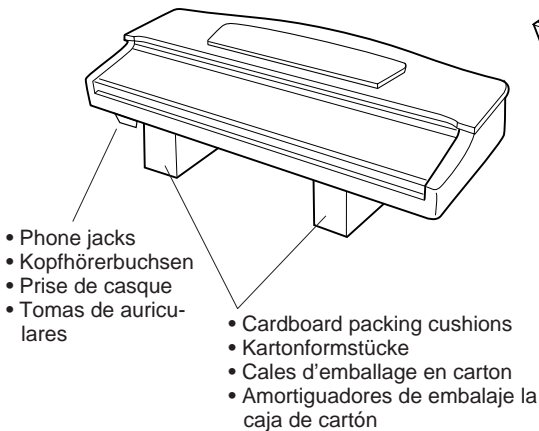 • Phone jacks
• Kopfhörerbuchsen
• Prise de casque
• Tomas de auricu-
lares
• Cardboard packing cushions
• Kartonformstücke
• Cales d'emballage en carton
• Amortiguadores de embalaje la
caja de cartón